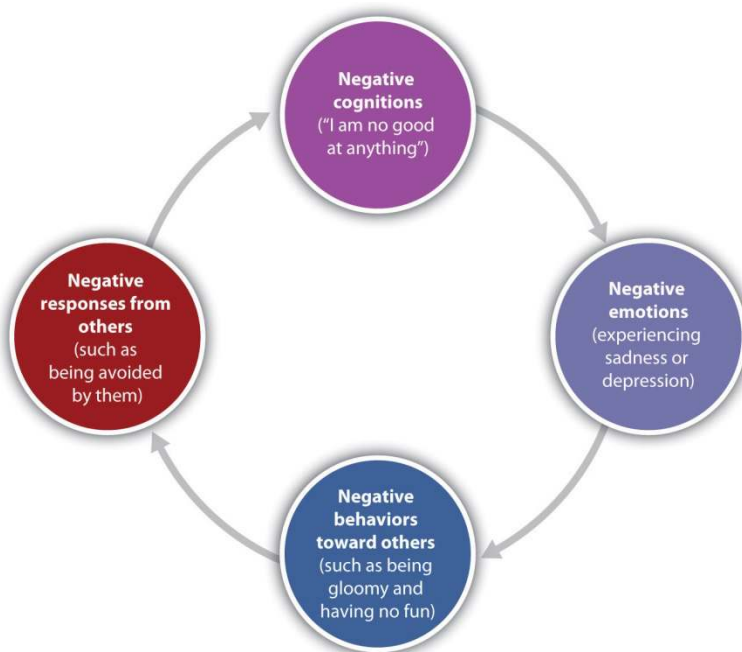 Negative
cognitions
(“I am no good
at anything”)
Negative
emotions
(experiencing
sadness or
depression)
Negative
behaviors
toward others
(such as being
gloomy and
having no fun)
Negative
responses from
others
(such as
being avoided
by them)